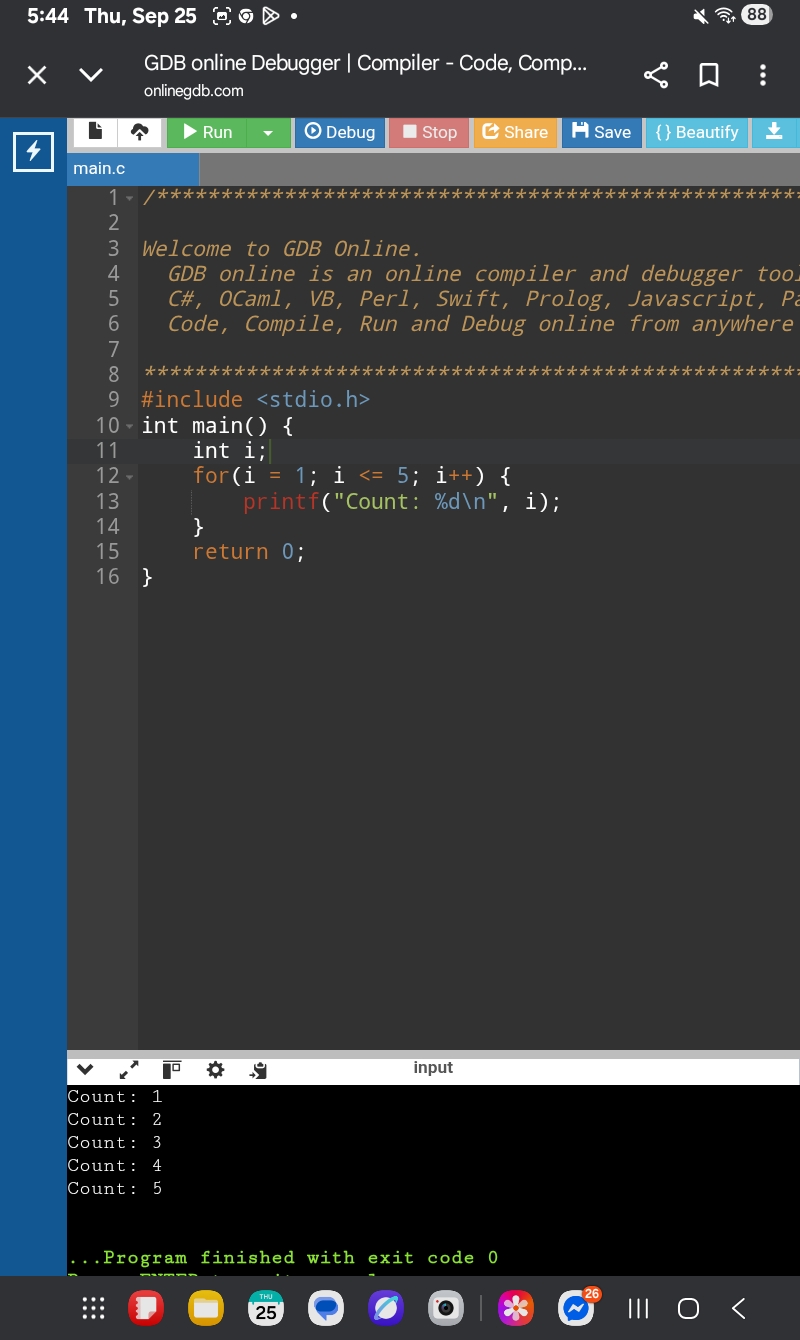 5:44 Thu, Sep 25
88
GDB online Debugger | Compiler - Code, Comp...
onlinegdb.com
Run
Debug
Stop
Share
Save
{ } Beautify
main.c
1 /***************************************************
2
3 Welcome to GDB Online.
4 GDB online is an online compiler and debugger tool
5 C#, OCaml, VB, Perl, Swift, Prolog, Javascript, Pa
6 Code, Compile, Run and Debug online from anywhere
7
8 ****************************************************
9 #include <stdio.h>
10 int main() {
11 int i;
12 for(i = 1; i <= 5; i++) {
13 printf("Count: %d\n", i);
14 }
15 return 0;
16 }
input
Count: 1
Count: 2
Count: 3
Count: 4
Count: 5
...Program finished with exit code 0
THU
25
26